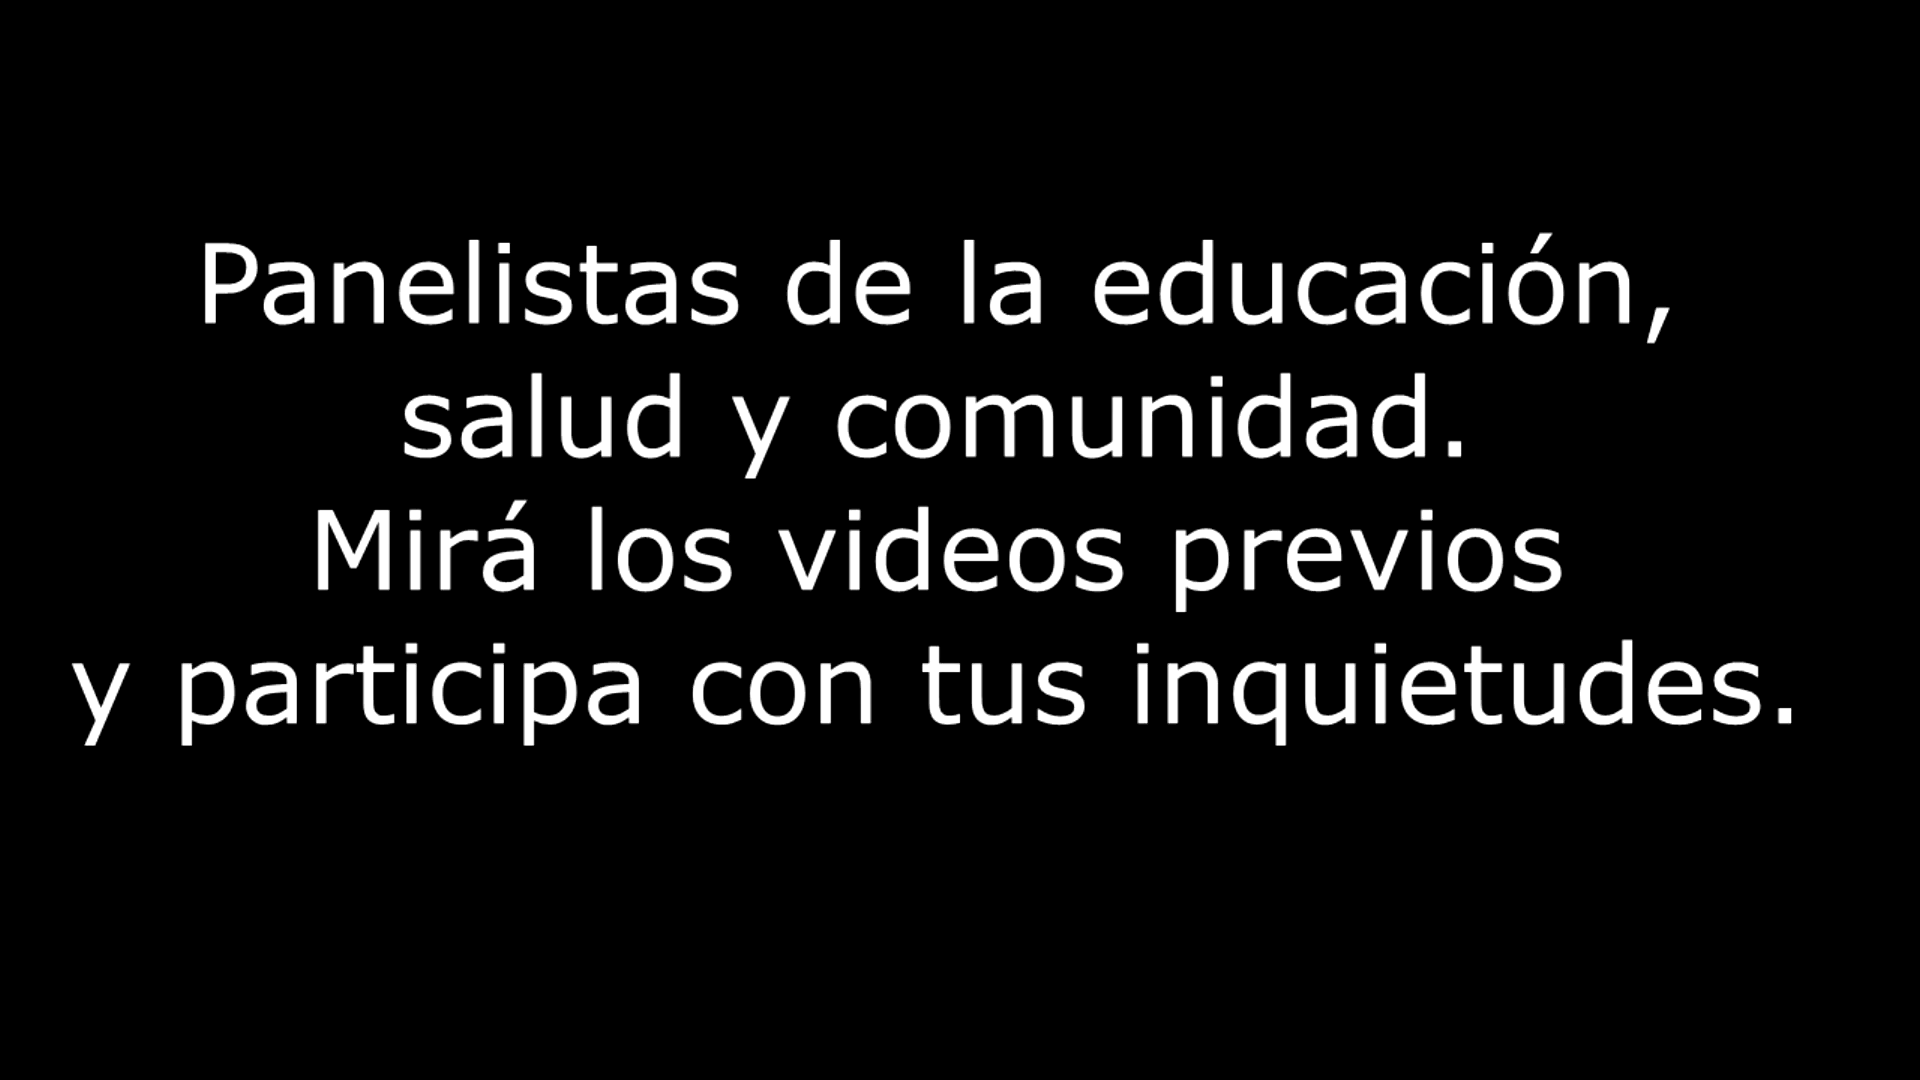 Panelistas de la educación,
salud y comunidad.
Mirá los videos previos
y participa con tus inquietudes.